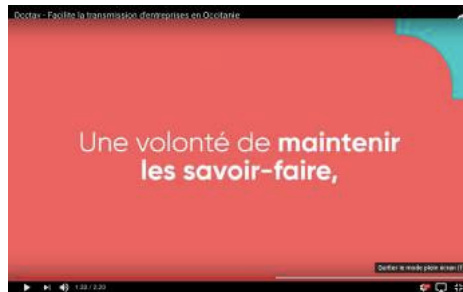 Occtav - Facilite la transmission d'entreprises en Occitanie
Une volonté de maintenir
les savoir-faire,
Quitter le mode plein écran (f)
1:23 / 2:20